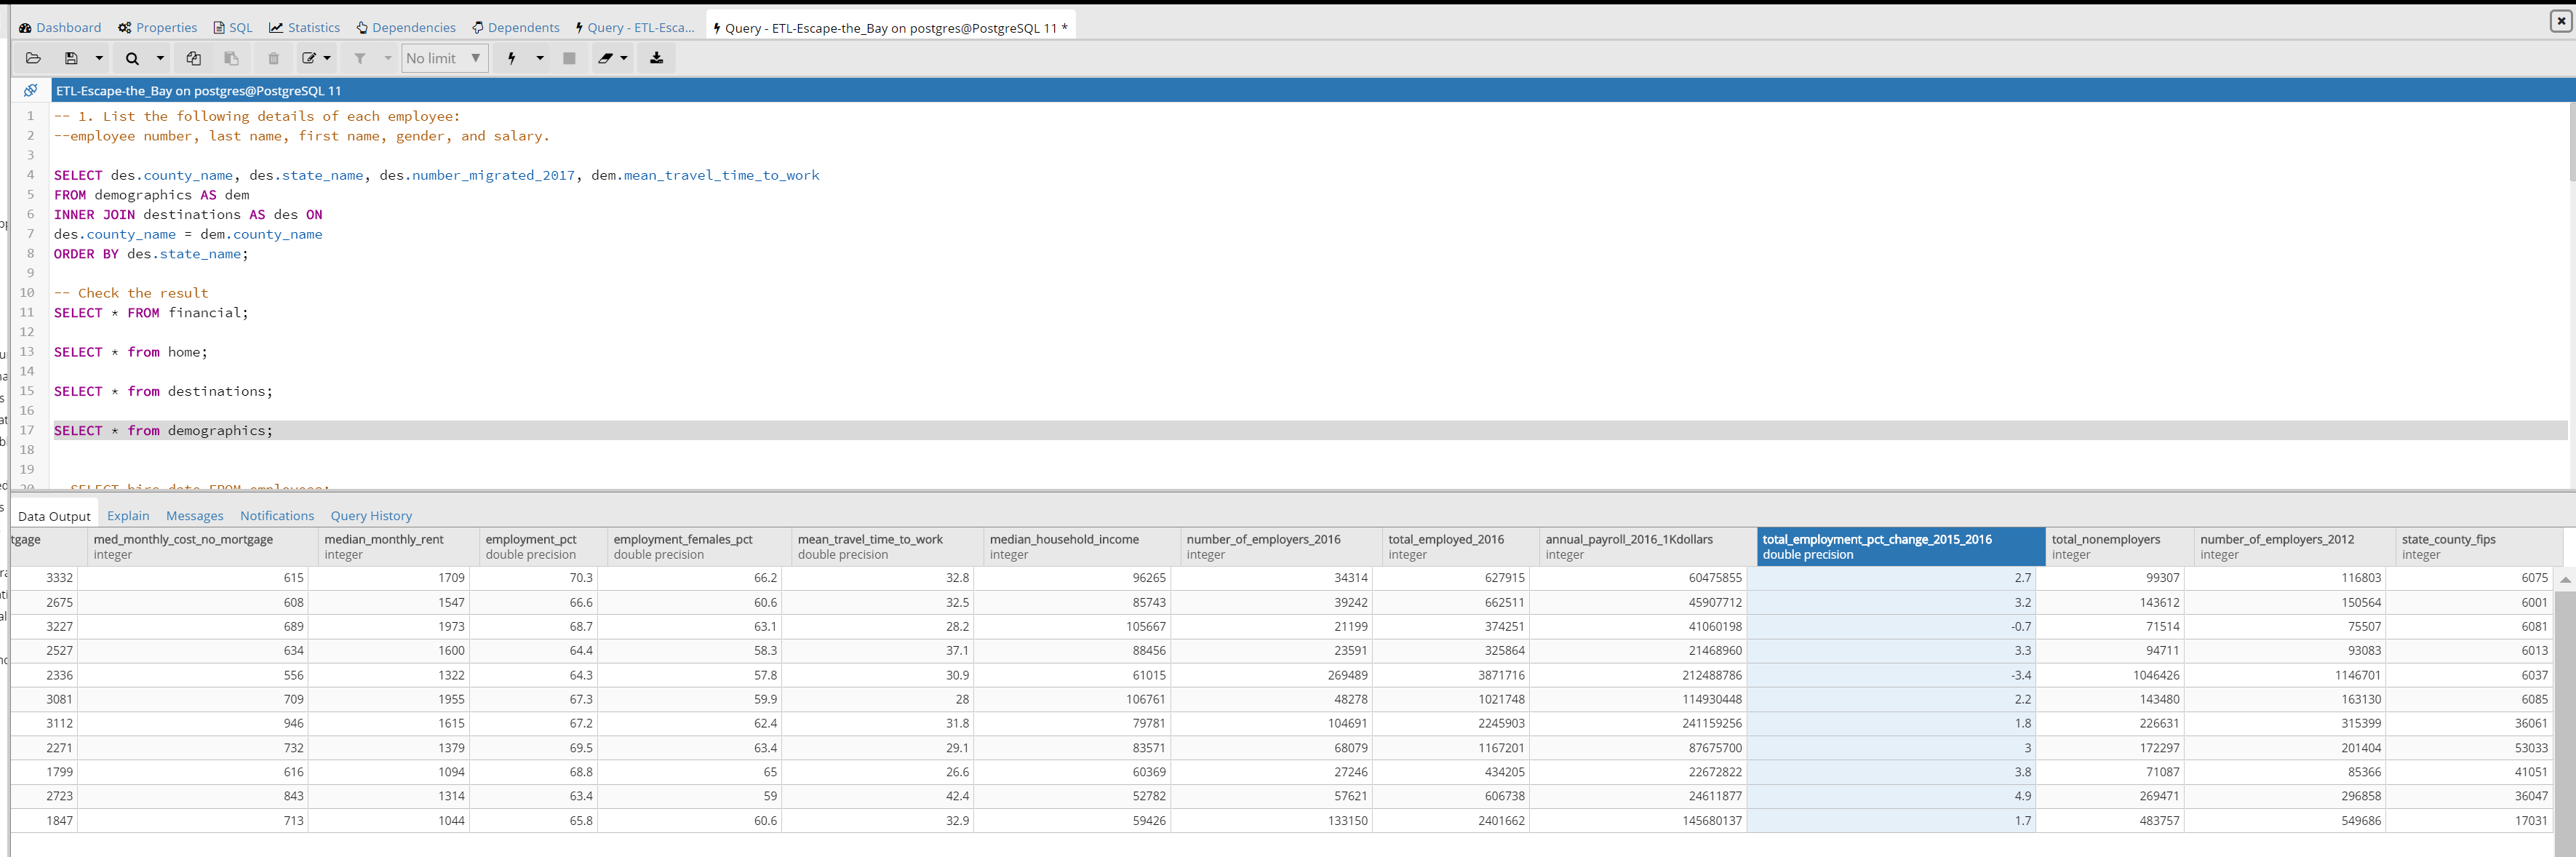 Dashboard Properties SQL Statistics Dependencies Dependents Query - ETL-Esca... Query - ETL-Escape-the_Bay on postgres@PostgreSQL 11 *
No limit
ETL-Escape-the_Bay on postgres@PostgreSQL 11
1 -- 1. List the following details of each employee:
2 --employee number, last name, first name, gender, and salary.
3
4 SELECT des.county_name, des.state_name, des.number_migrated_2017, dem.mean_travel_time_to_work
5 FROM demographics AS dem
6 INNER JOIN destinations AS des ON
7 des.county_name = dem.county_name
8 ORDER BY des.state_name;
9
10 -- Check the result
11 SELECT * FROM financial;
12
13 SELECT * from home;
14
15 SELECT * from destinations;
16
17 SELECT * from demographics;
18
19
20 SELECT hire_date FROM employees;
Data Output Explain Messages Notifications Query History
tgage med_monthly_cost_no_mortgage median_monthly_rent employment_pct employment_females_pct mean_travel_time_to_work median_household_income number_of_employers_2016 total_employed_2016 annual_payroll_2016_1Kdollars total_employment_pct_change_2015_2016 total_nonemployers number_of_employers_2012 state_county_fips
integer integer double precision double precision double precision integer integer integer integer double precision integer integer integer
3332 615 1709 70.3 66.2 32.8 96265 34314 627915 60475855 2.7 99307 116803 6075
2675 608 1547 66.6 60.6 32.5 85743 39242 662511 45907712 3.2 143612 150564 6001
3227 689 1973 68.7 63.1 28.2 105667 21199 374251 41060198 -0.7 71514 75507 6081
2527 634 1600 64.4 58.3 37.1 88456 23591 325864 21468960 3.3 94711 93083 6013
2336 556 1322 64.3 57.8 30.9 61015 269489 3871716 212488786 -3.4 1046426 1146701 6037
3081 709 1955 67.3 59.9 28 106761 48278 1021748 114930448 2.2 143480 163130 6085
3112 946 1615 67.2 62.4 31.8 79781 104691 2245903 241159256 1.8 226631 315399 36061
2271 732 1379 69.5 63.4 29.1 83571 68079 1167201 87675700 3 172297 201404 53033
1799 616 1094 68.8 65 26.6 60369 27246 434205 22672822 3.8 71087 85366 41051
2723 843 1314 63.4 59 42.4 52782 57621 606738 24611877 4.9 269471 296858 36047
1847 713 1044 65.8 60.6 32.9 59426 133150 2401662 145680137 1.7 483757 549686 17031